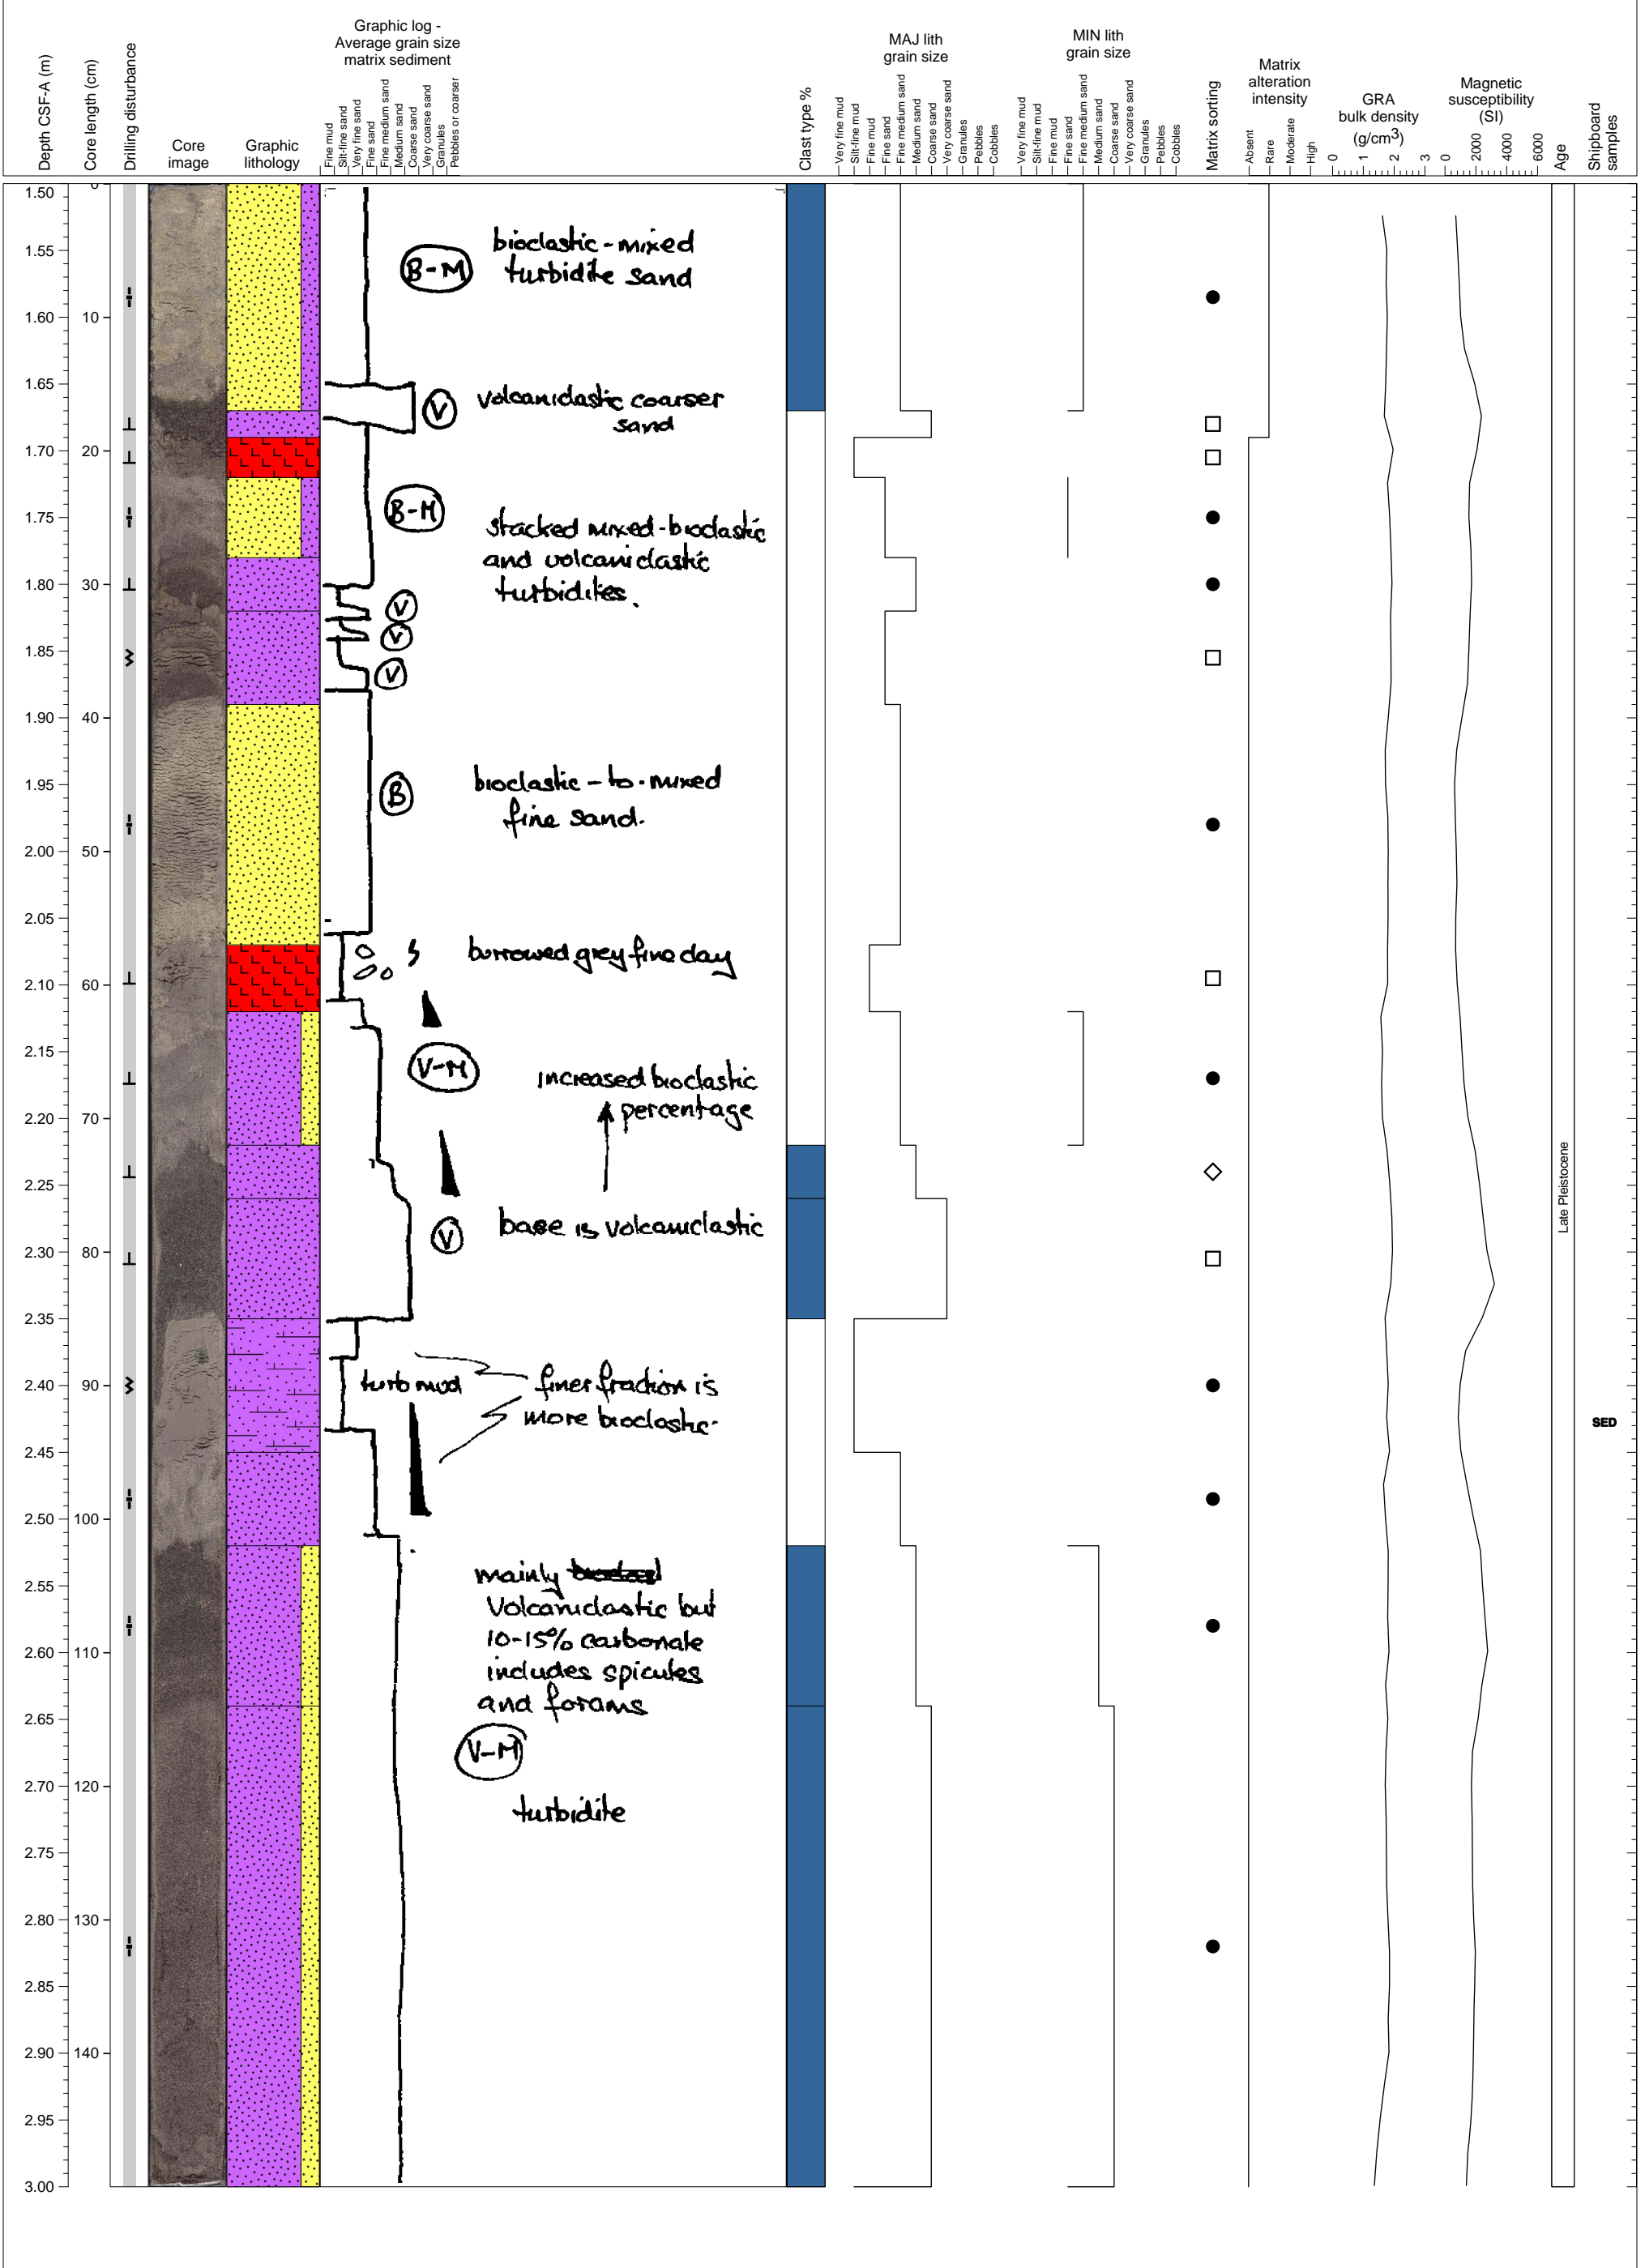 Depth CSF-A (m)
Core length (cm)
Drilling disturbance
Core
image
Graphic
lithology
Graphic log -
Average grain size
matrix sediment
Fine mud
Silt-fine sand
Very fine sand
Fine sand
Fine medium sand
Medium sand
Coarse sand
Very coarse sand
Granules
Pebbles or coarser
Clast type %
MAJ lith
grain size
Very fine mud
Silt-fine mud
Fine mud
Fine sand
Fine medium sand
Medium sand
Coarse sand
Very coarse sand
Granules
Pebbles
Cobbles
MIN lith
grain size
Very fine mud
Silt-fine mud
Fine mud
Fine sand
Fine medium sand
Medium sand
Coarse sand
Very coarse sand
Granules
Pebbles
Cobbles
Matrix sorting
Matrix
alteration
intensity
Absent
Rare
Moderate
High
GRA
bulk density
(g/cm3)
0 1 2 3
Magnetic
susceptibility
(SI)
0 2000 4000 6000
Age
Shipboard
samples
1.50 0
bioclastic-mixed
B-M
1.55
turbidite sand
1.60 10
1.65
volcaniclastic coarser
V
sand
1.70 20
B-M
1.75
stacked mixed-bioclastic
and volcaniclastic
1.80 30
turbidites.
V
V
1.85
V
1.90 40
1.95
bioclastic-to-mixed
B
fine sand.
2.00 50
2.05
burrowed grey fine clay
2.10 60
2.15
V-M
increased bioclastic
percentage
2.20 70
2.25
Late Pleistocene
base is volcaniclastic
V
2.30 80
2.35
2.40 90
turb mud
finer fraction is
more bioclastic.
SED
2.45
2.50 100
2.55
mainly
volcaniclastic but
10-15% carbonate
2.60 110
includes spicules
and forams
2.65
V-M
2.70 120
turbidite
2.75
2.80 130
2.85
2.90 140
2.95
3.00